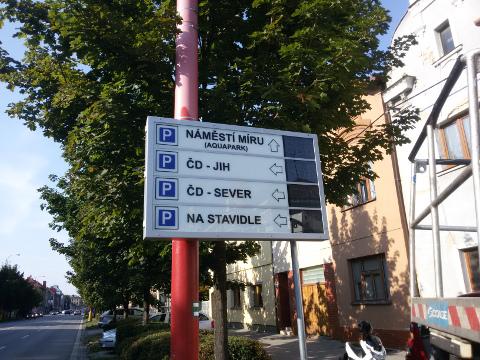 P NÁMĚSTÍ MÍRU
(AQUAPARK)
P ČD - JIH
P ČD - SEVER
P NA STAVIDLE